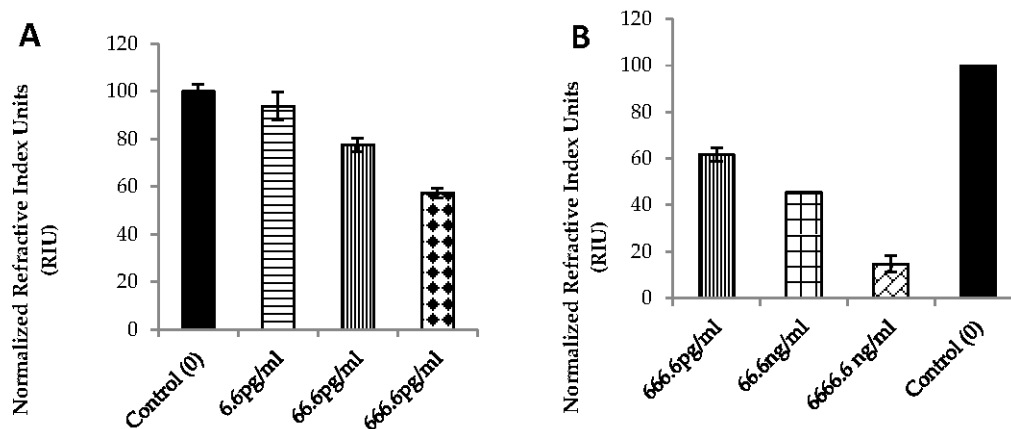 A
Normalized Refractive Index Units
(RIU)
120
100
80
60
40
20
0
Control (0)
6.6pg/ml
66.6pg/ml
666.6pg/ml
B
Normalized Refractive Index Units
(RIU)
120
100
80
60
40
20
0
666.6pg/ml
66.6ng/ml
6666.6 ng/ml
Control (0)